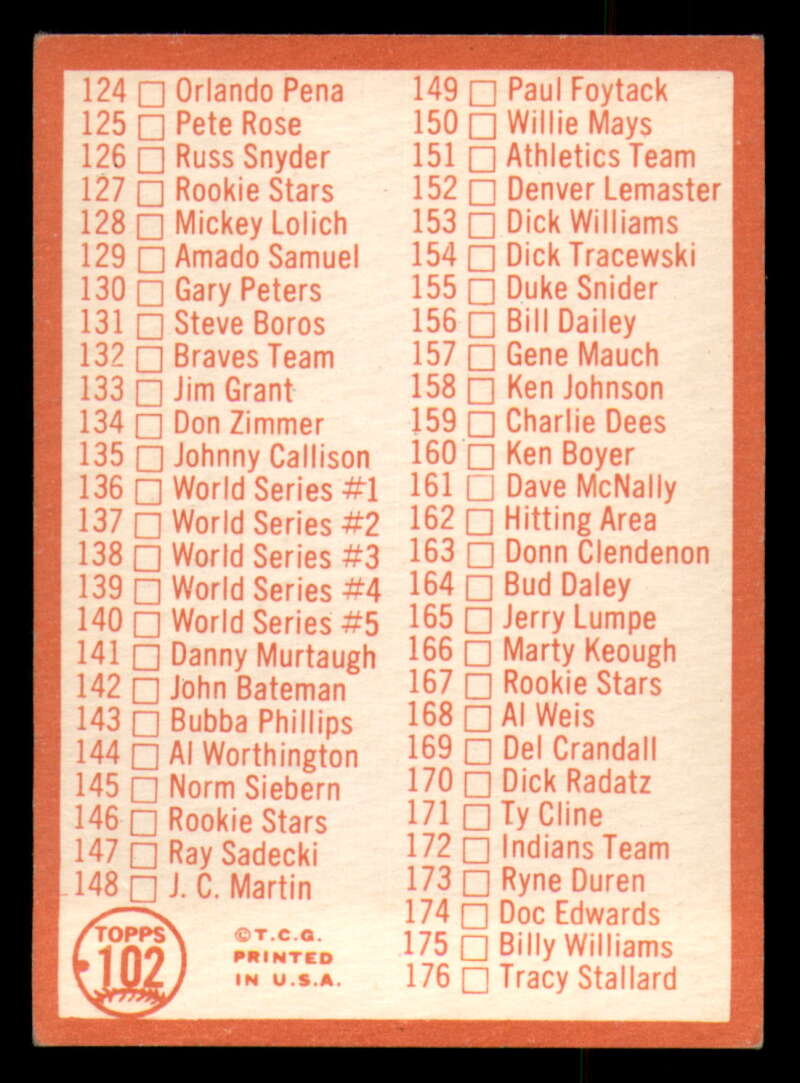 124 Orlando Pena
125 Pete Rose
126 Russ Snyder
127 Rookie Stars
128 Mickey Lolich
129 Amado Samuel
130 Gary Peters
131 Steve Boros
132 Braves Team
133 Jim Grant
134 Don Zimmer
135 Johnny Callison
136 World Series #1
137 World Series #2
138 World Series #3
139 World Series #4
140 World Series #5
141 Danny Murtaugh
142 John Bateman
143 Bubba Phillips
144 Al Worthington
145 Norm Siebern
146 Rookie Stars
147 Ray Sadecki
148 J. C. Martin
TOPPS
102
©T.C.G.
PRINTED
IN U.S.A.
149 Paul Foytack
150 Willie Mays
151 Athletics Team
152 Denver Lemaster
153 Dick Williams
154 Dick Tracewski
155 Duke Snider
156 Bill Dailey
157 Gene Mauch
158 Ken Johnson
159 Charlie Dees
160 Ken Boyer
161 Dave McNally
162 Hitting Area
163 Donn Clendenon
164 Bud Daley
165 Jerry Lumpe
166 Marty Keough
167 Rookie Stars
168 Al Weis
169 Del Crandall
170 Dick Radatz
171 Ty Cline
172 Indians Team
173 Ryne Duren
174 Doc Edwards
175 Billy Williams
176 Tracy Stallard